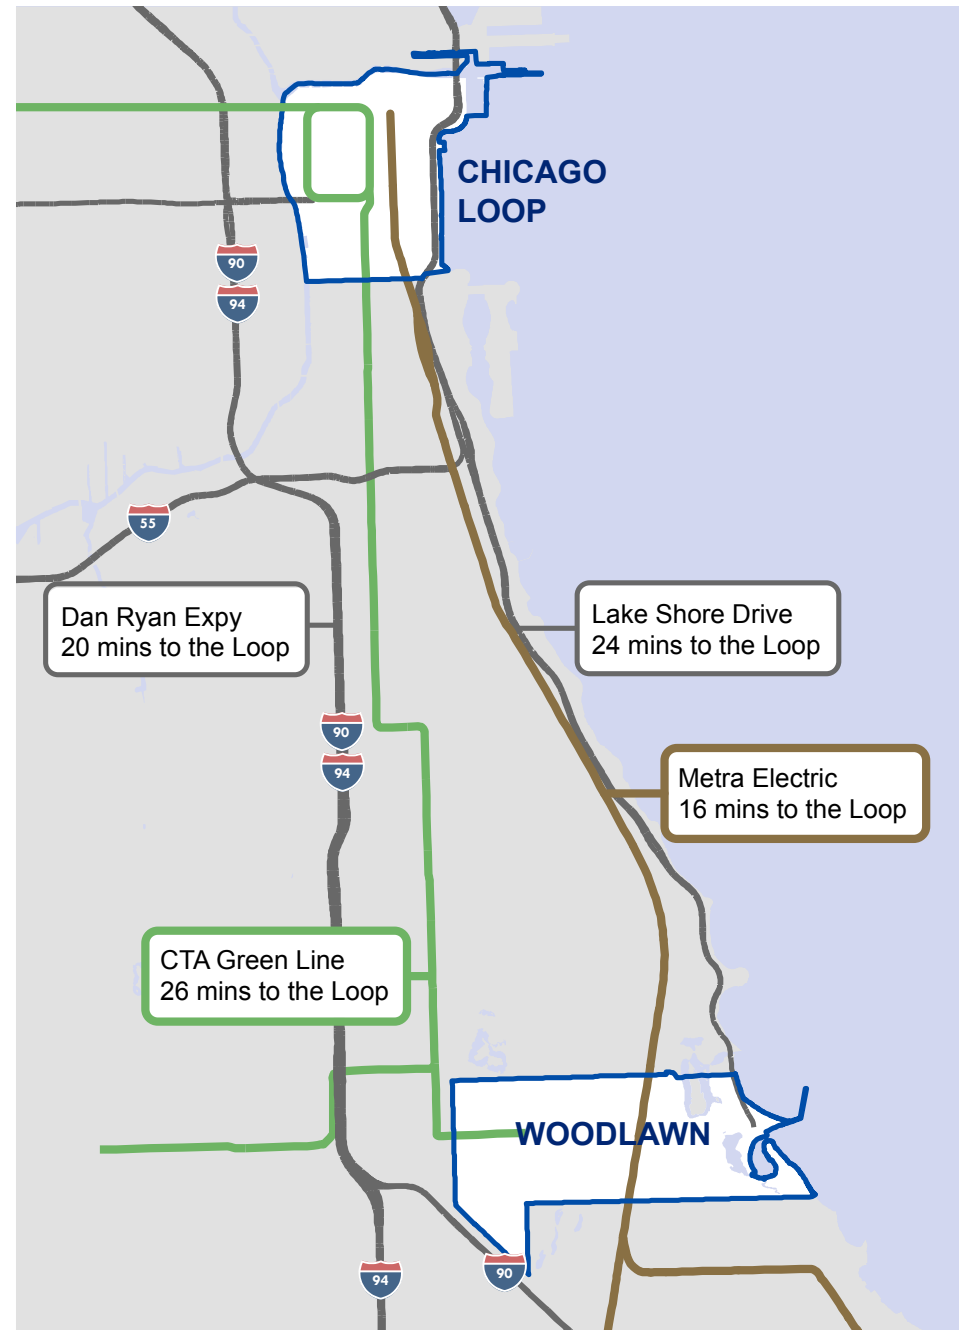 CHICAGO
LOOP
90
94
55
Dan Ryan Expy
20 mins to the Loop
Lake Shore Drive
24 mins to the Loop
90
94
Metra Electric
16 mins to the Loop
CTA Green Line
26 mins to the Loop
WOODLAWN
90
94